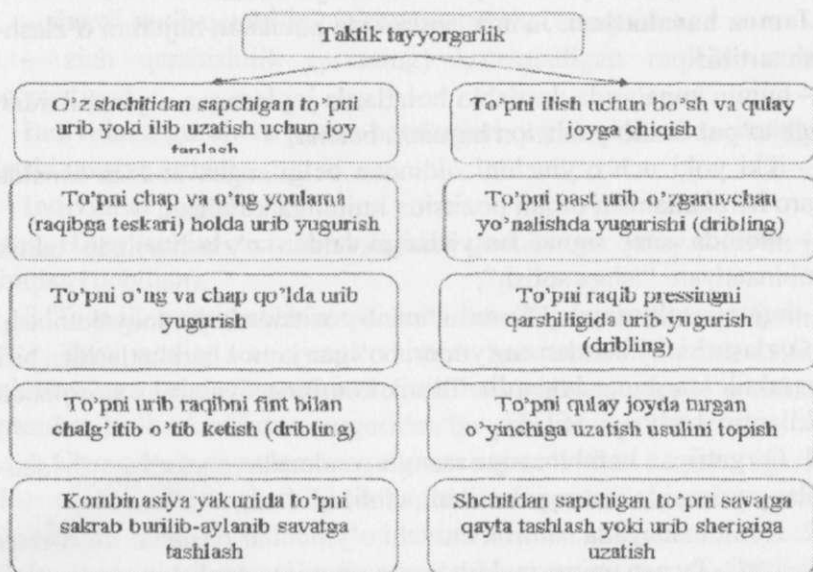 Taktik tayyorgarlik
O’z shchitidan sapchigan to’pni
urib yoki ilib uzatish uchun joy
tanlash
To’pni ilish uchun bo’sh va qulay
joyga chiqish
To’pni chap va o’ng yonlama
(raqibga teskari) holda urib yugurish
To’pni past urib o’zgaruvchan
yo’nalishda yugurishi (dribling)
To’pni o’ng va chap qo’lda urib
yugurish
To’pni raqib pressingni
qarshiligida urib yugurish
(dribling)
To’pni urib raqibni fint bilan
chalg’itib o’tib ketish (dribling)
To’pni qulay joyda turgan
o’yinchiga uzatish usulini topish
Kombinasiya yakunida to’pni
sakrab burilib-aylanib savatga
tashlash
Shchitdan sapchigan to’pni savatga
qayta tashlash yoki urib sherigiga
uzatish